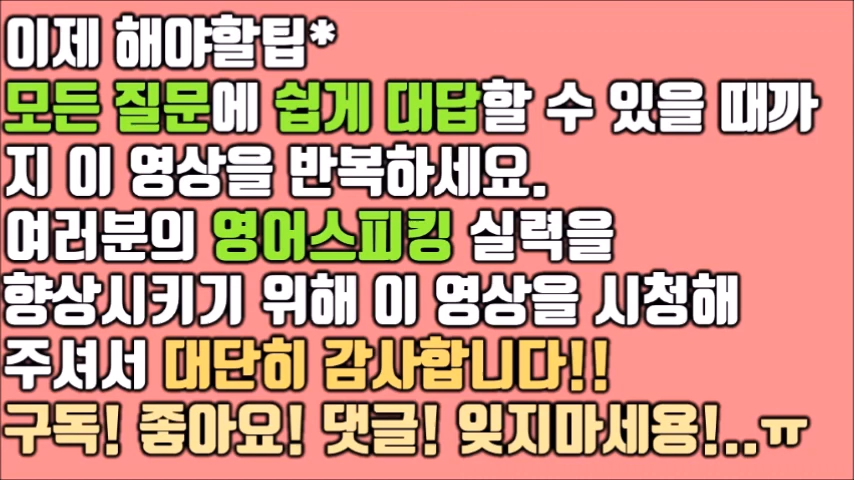 이제 해야할팁*
모든 질문에 쉽게 대답할 수 있을 때까
지 이 영상을 반복하세요.
여러분의 영어스피킹 실력을
향상시키기 위해 이 영상을 시청해
주셔서 대단히 감사합니다!!
구독! 좋아요! 댓글! 잊지마세용!..ㅠ